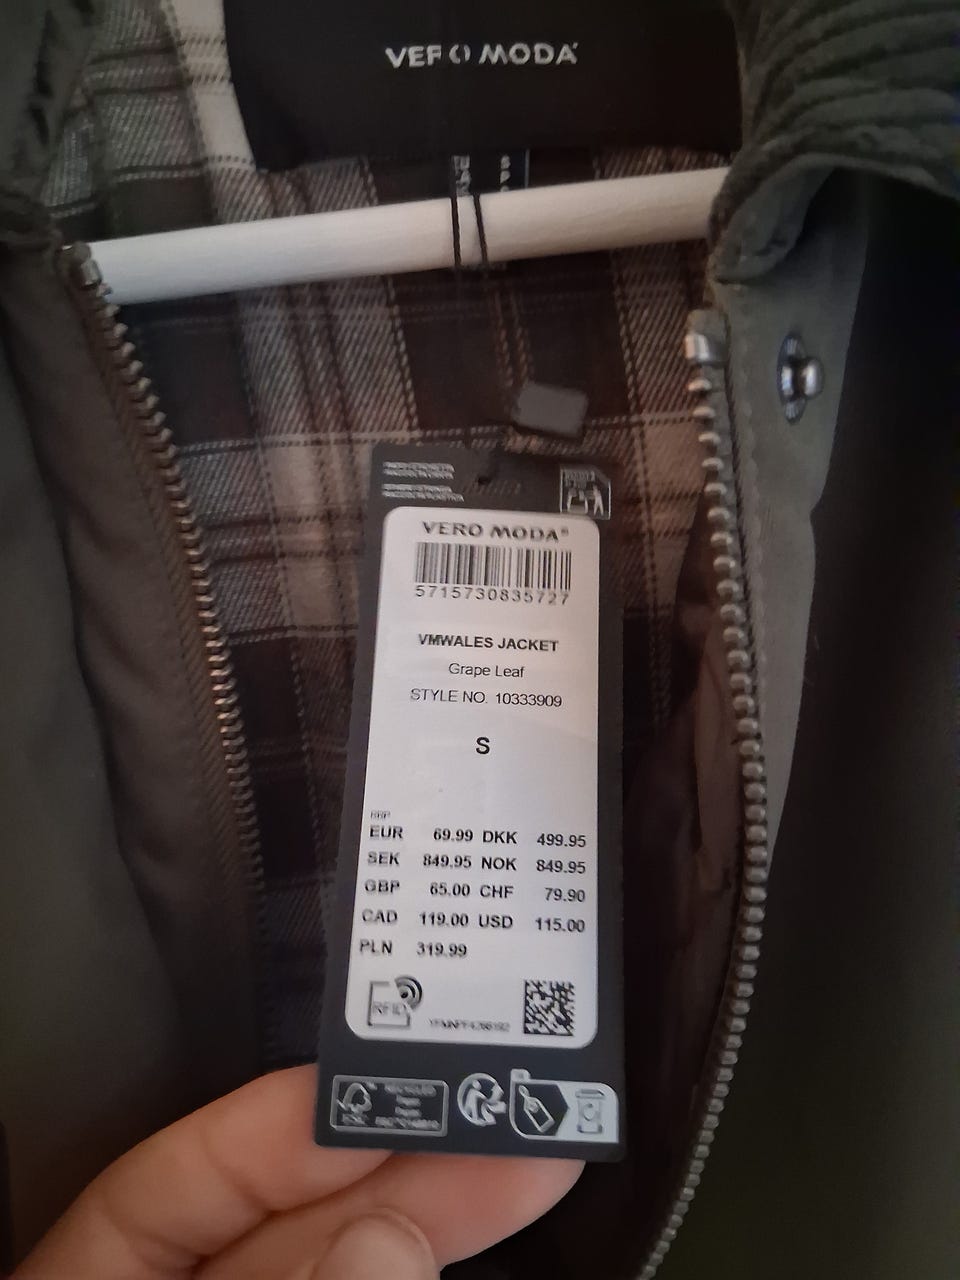 VERO MODA
VERO MODA®
5715730835727
VMWALES JACKET
Grape Leaf
STYLE NO. 10333909
S
RRP
EUR 69.99 DKK 499.95
SEK 849.95 NOK 849.95
GBP 65.00 CHF 79.90
CAD 119.00 USD 115.00
PLN 319.99
RFID